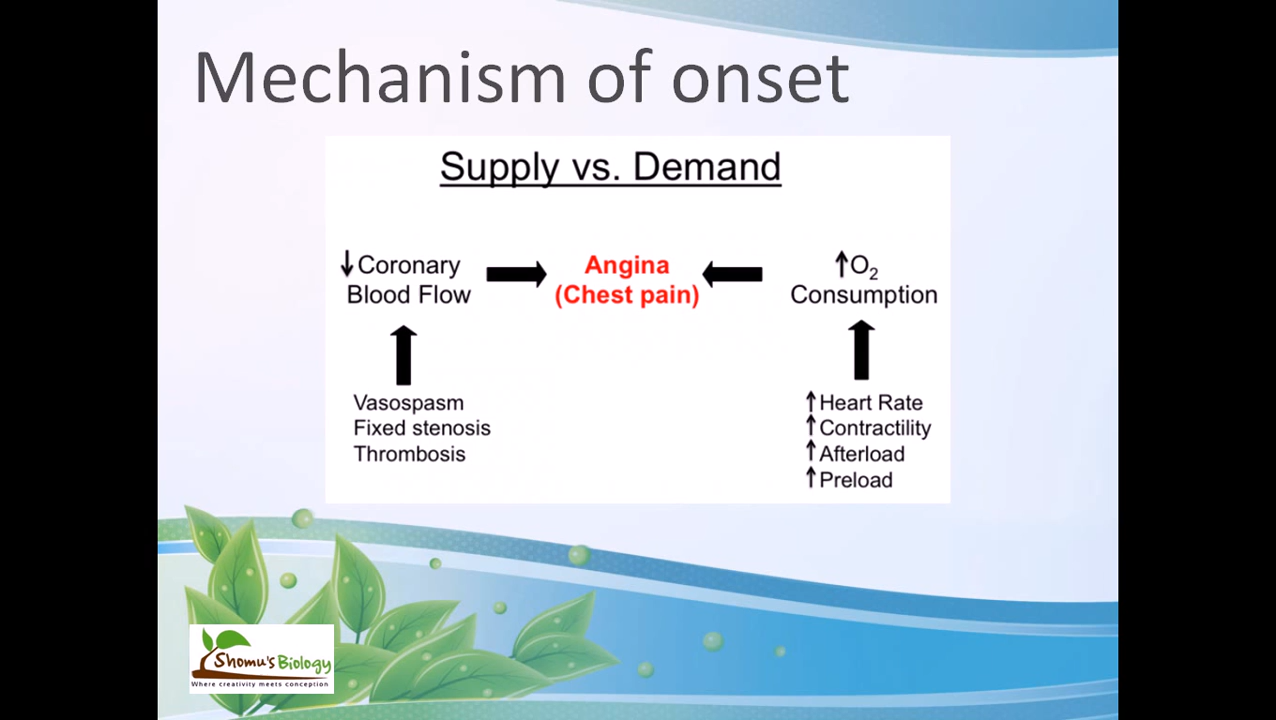 Mechanism of onset
Supply vs. Demand
↓Coronary
Blood Flow
Angina
(Chest pain)
↑O₂
Consumption
Vasospasm
Fixed stenosis
Thrombosis
↑Heart Rate
↑Contractility
↑Afterload
↑Preload
Shomu's Biology
Where creativity meets conception